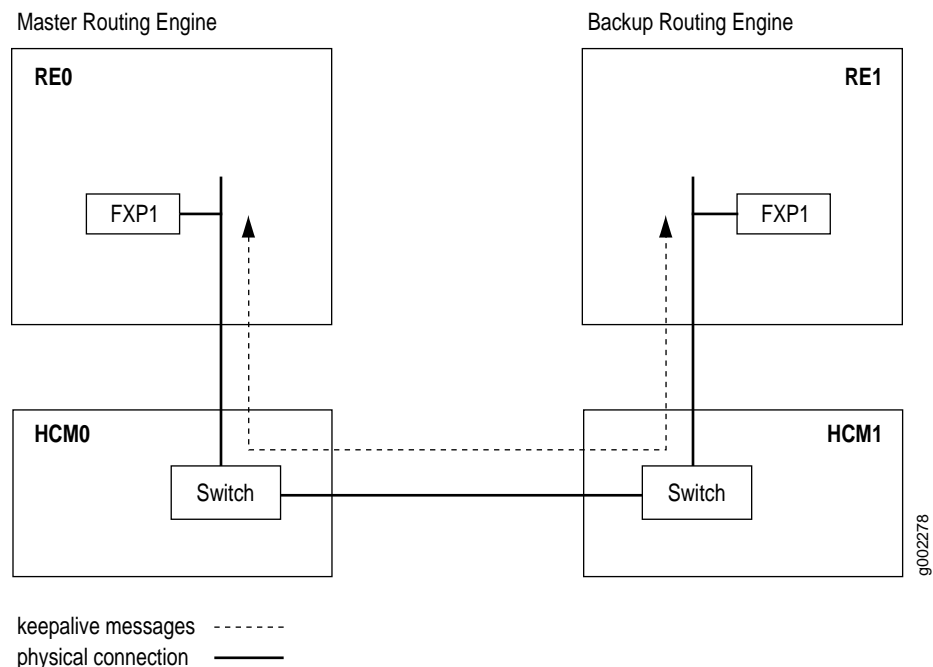 Master Routing Engine
Backup Routing Engine
RE0
RE1
FXP1
FXP1
HCM0
HCM1
Switch
Switch
g002278
keepalive messages
physical connection